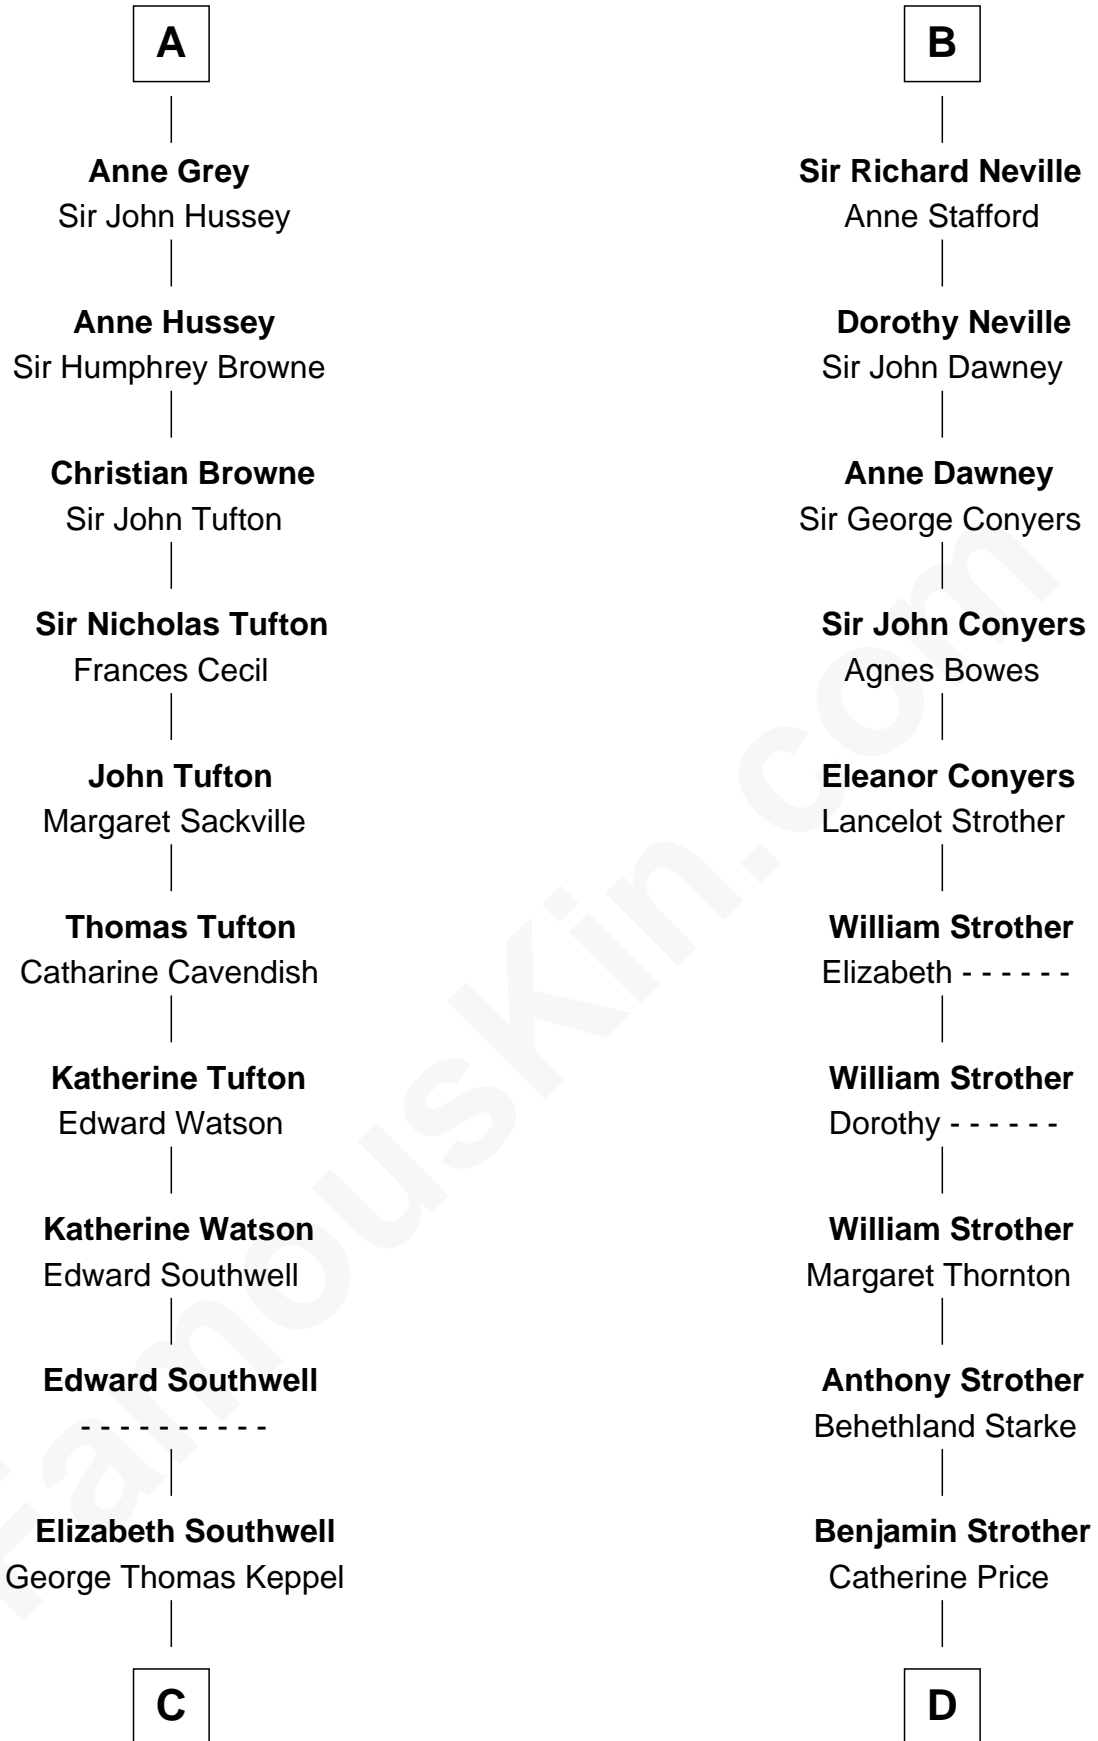 A
Anne Grey
Sir John Hussey
Anne Hussey
Sir Humphrey Browne
Christian Browne
Sir John Tufton
Sir Nicholas Tufton
Frances Cecil
John Tufton
Margaret Sackville
Thomas Tufton
Catharine Cavendish
Katherine Tufton
Edward Watson
Katherine Watson
Edward Southwell
Edward Southwell
- - - - - - - - - -
Elizabeth Southwell
George Thomas Keppel
C
B
Sir Richard Neville
Anne Stafford
Dorothy Neville
Sir John Dawney
Anne Dawney
Sir George Conyers
Sir John Conyers
Agnes Bowes
Eleanor Conyers
Lancelot Strother
William Strother
Elizabeth - - - - - -
William Strother
Dorothy - - - - - -
William Strother
Margaret Thornton
Anthony Strother
Behethland Starke
Benjamin Strother
Catherine Price
D
FamousKin.com